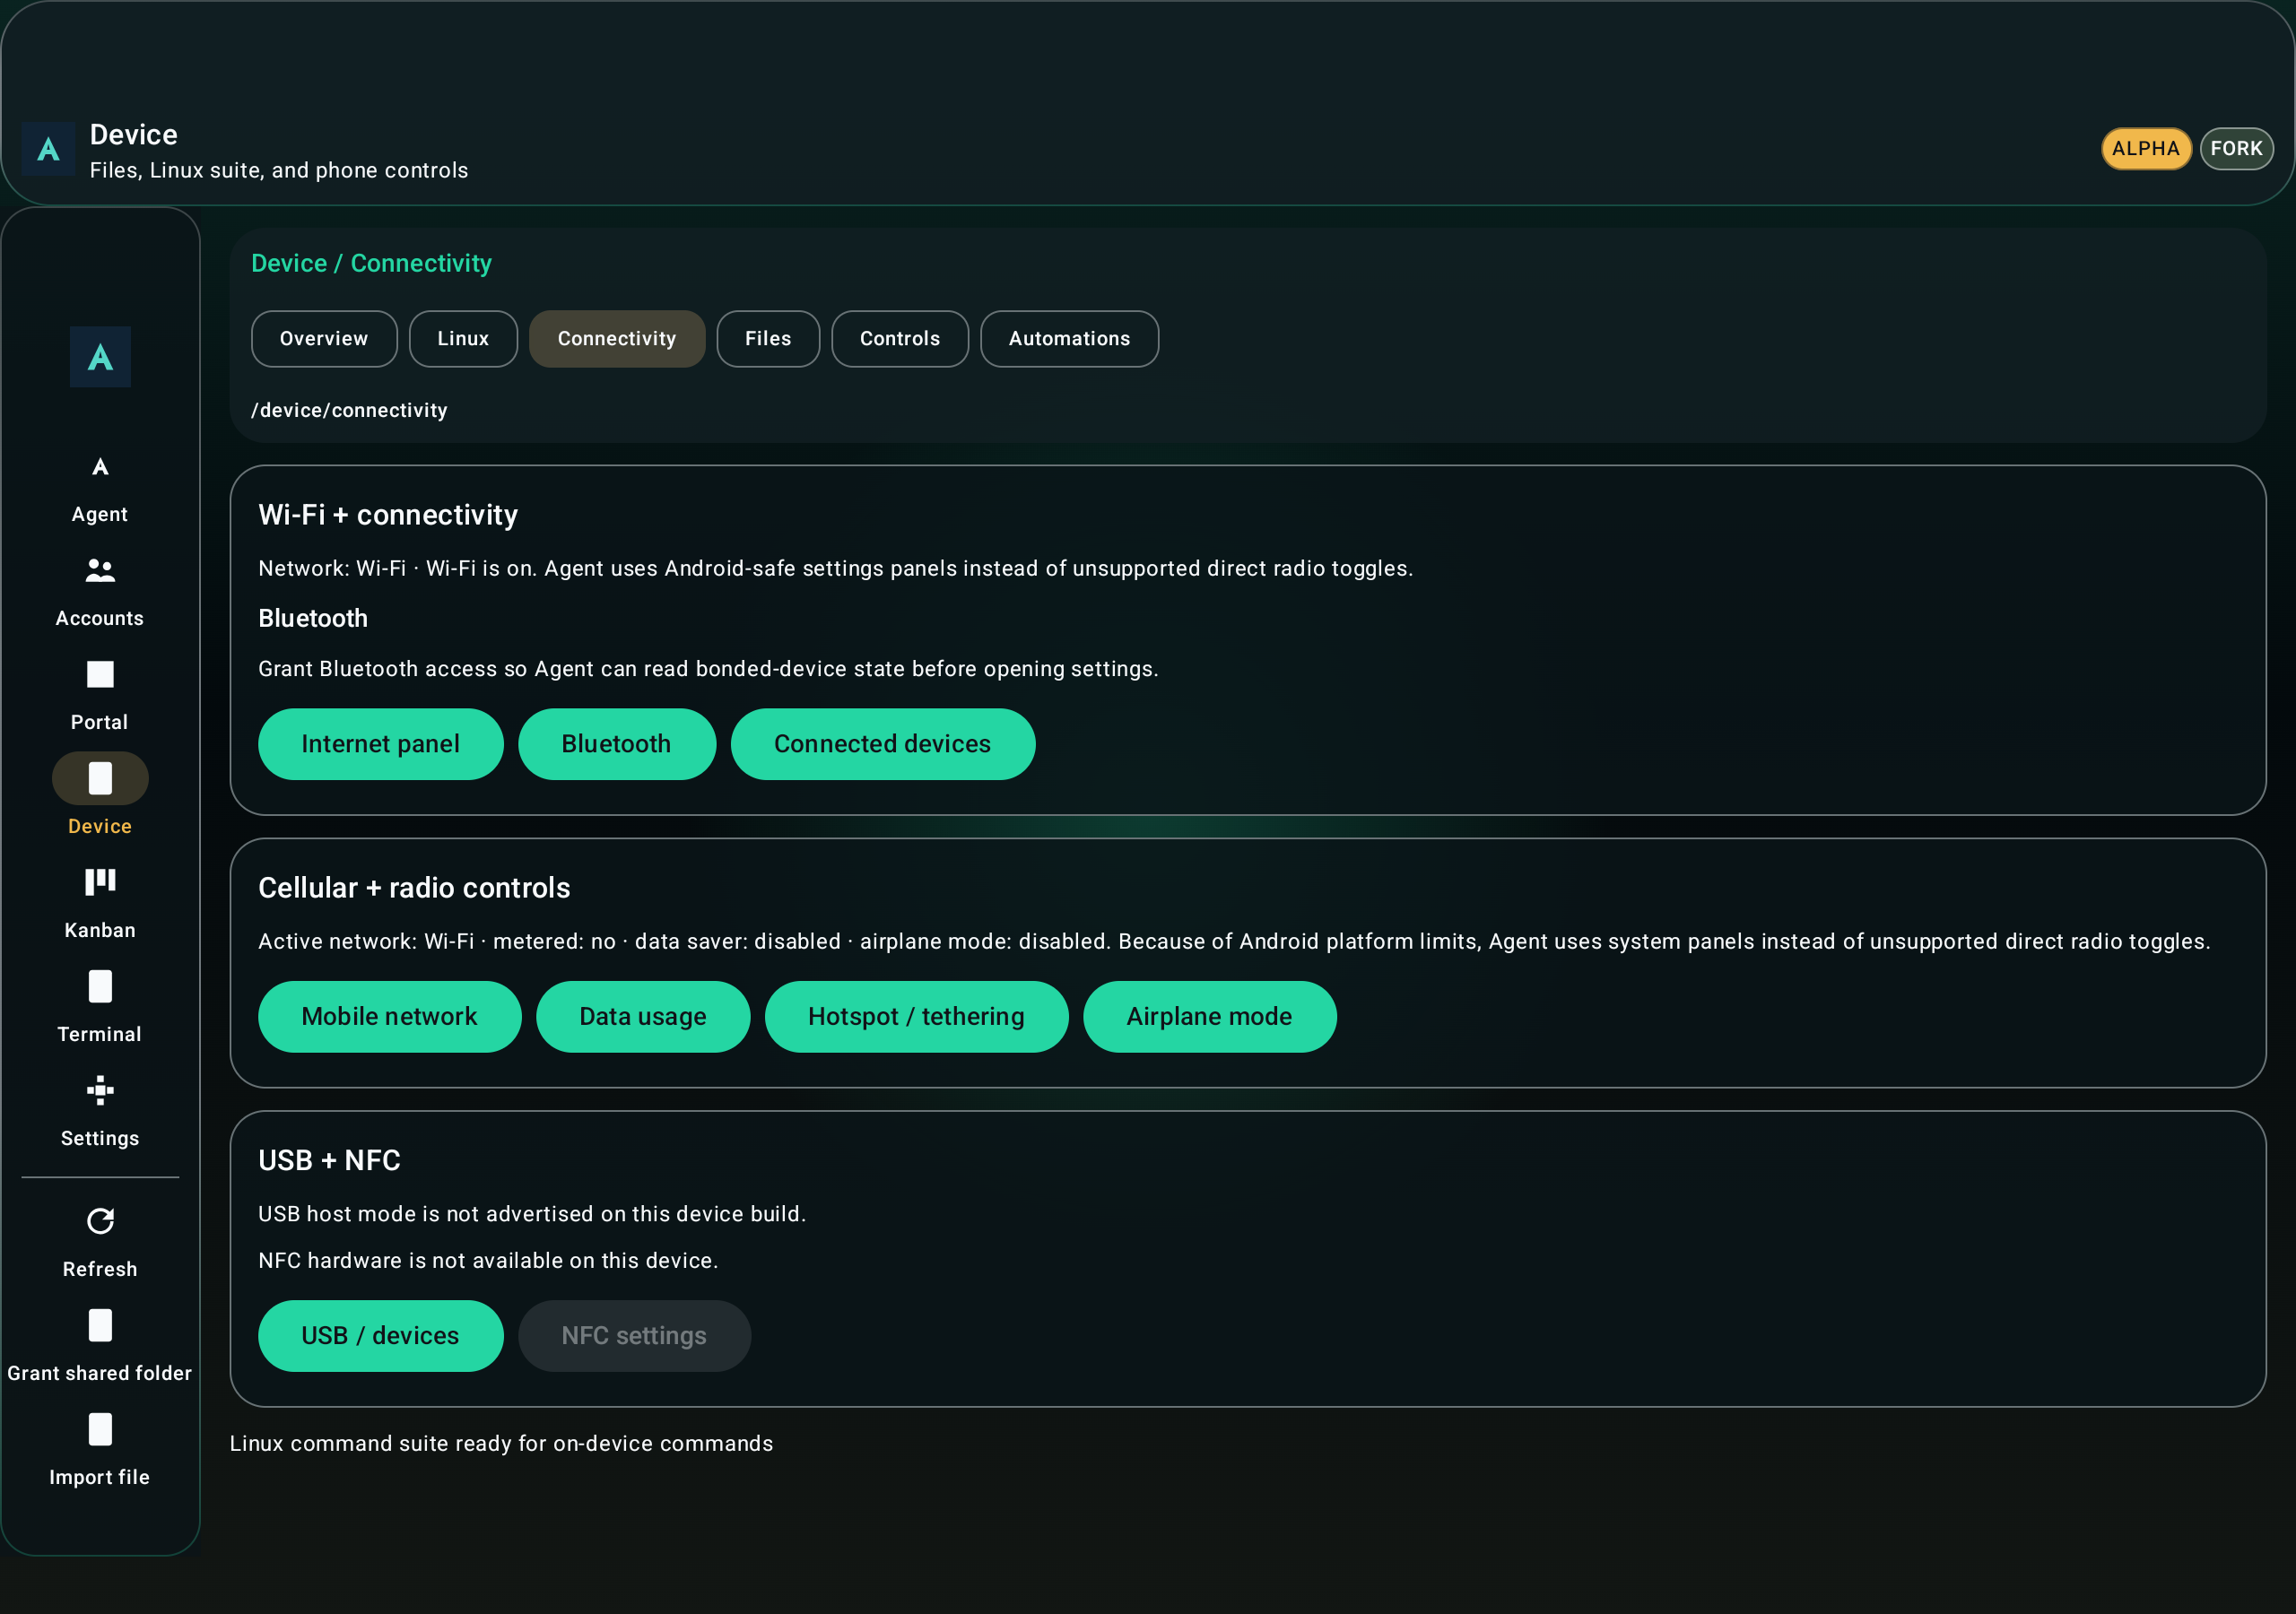 Device
Files, Linux suite, and phone controls
ALPHA
FORK
Agent
Accounts
Portal
Device
Kanban
Terminal
Settings
Refresh
Grant shared folder
Import file
Device / Connectivity
Overview
Linux
Connectivity
Files
Controls
Automations
/device/connectivity
Wi-Fi + connectivity
Network: Wi-Fi · Wi-Fi is on. Agent uses Android-safe settings panels instead of unsupported direct radio toggles.
Bluetooth
Grant Bluetooth access so Agent can read bonded-device state before opening settings.
Internet panel
Bluetooth
Connected devices
Cellular + radio controls
Active network: Wi-Fi · metered: no · data saver: disabled · airplane mode: disabled. Because of Android platform limits, Agent uses system panels instead of unsupported direct radio toggles.
Mobile network
Data usage
Hotspot / tethering
Airplane mode
USB + NFC
USB host mode is not advertised on this device build.
NFC hardware is not available on this device.
USB / devices
NFC settings
Linux command suite ready for on-device commands